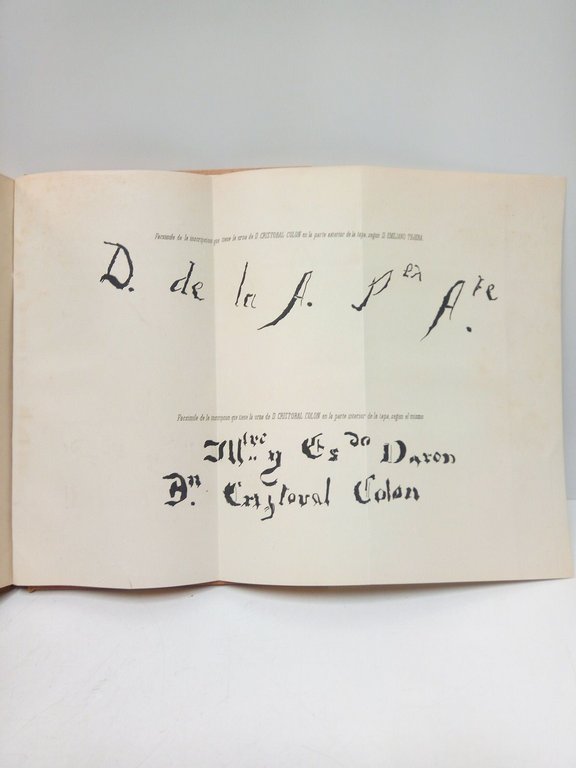 Facsimile de la inscripcion que tiene la urna de D. CRISTOBAL COLON en la parte exterior de la tapa, segun D. EMILIANO TEJERA
D. de la A. Per Ate
Facsimile de la inscripcion que tiene la urna de D. CRISTOBAL COLON en la parte interior de la tapa, segun el mismo
Illtre y Esdo Daron
Dn. Cristoval Colon